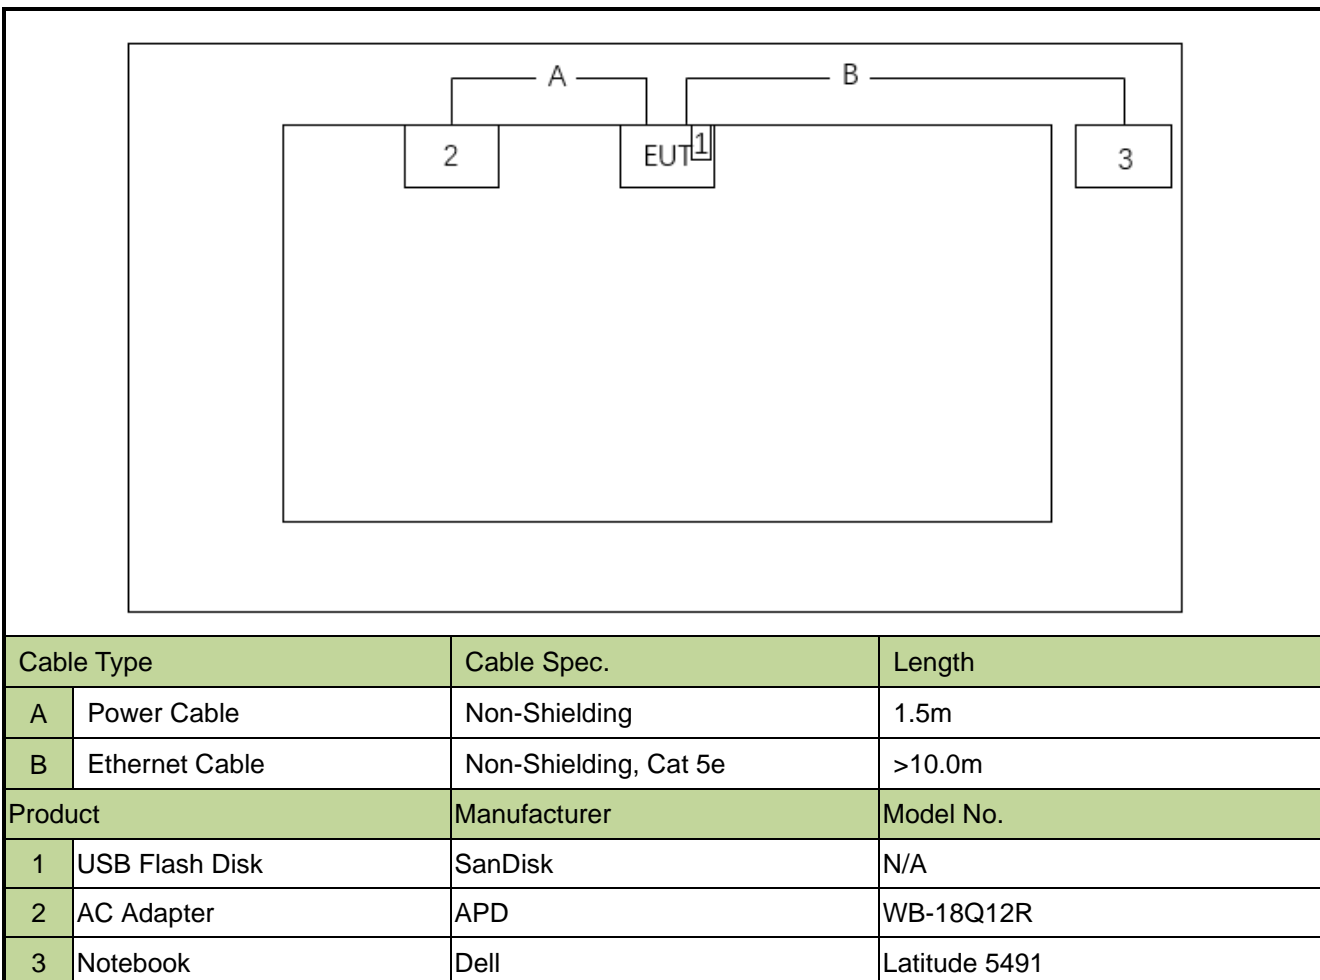 A B
2 EUT 1 3
Cable Type Cable Spec. Length
A Power Cable Non-Shielding 1.5m
B Ethernet Cable Non-Shielding, Cat 5e >10.0m
Product Manufacturer Model No.
1 USB Flash Disk SanDisk N/A
2 AC Adapter APD WB-18Q12R
3 Notebook Dell Latitude 5491